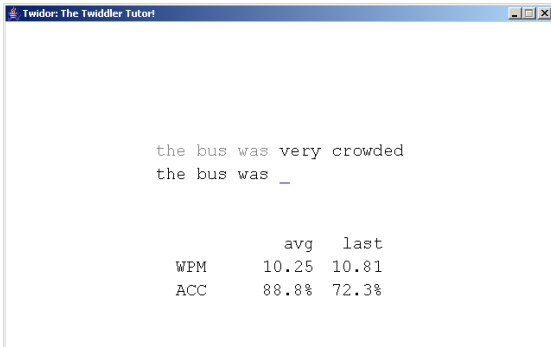 Twidor: The Twiddler Tutor!
the bus was very crowded
the bus was _
avg last
WPM 10.25 10.81
ACC 88.8% 72.3%